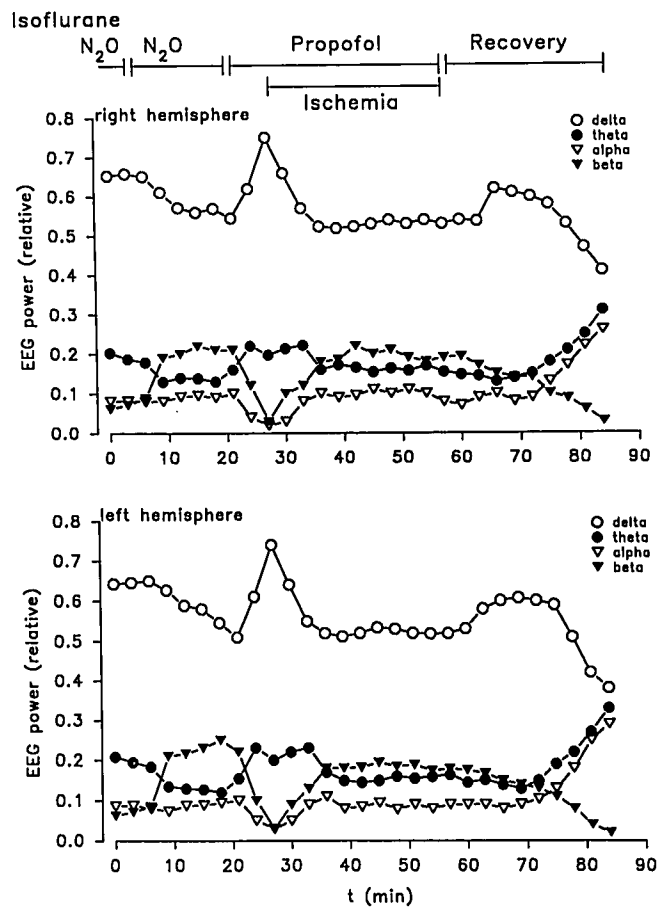 Isoflurane
N2O N2O Propofol Recovery
Ischemia
right hemisphere
delta
theta
alpha
beta
EEG power (relative)
0.8
0.7
0.6
0.5
0.4
0.3
0.2
0.1
0.0
0 10 20 30 40 50 60 70 80 90
left hemisphere
delta
theta
alpha
beta
EEG power (relative)
0.8
0.7
0.6
0.5
0.4
0.3
0.2
0.1
0.0
0 10 20 30 40 50 60 70 80 90
t (min)